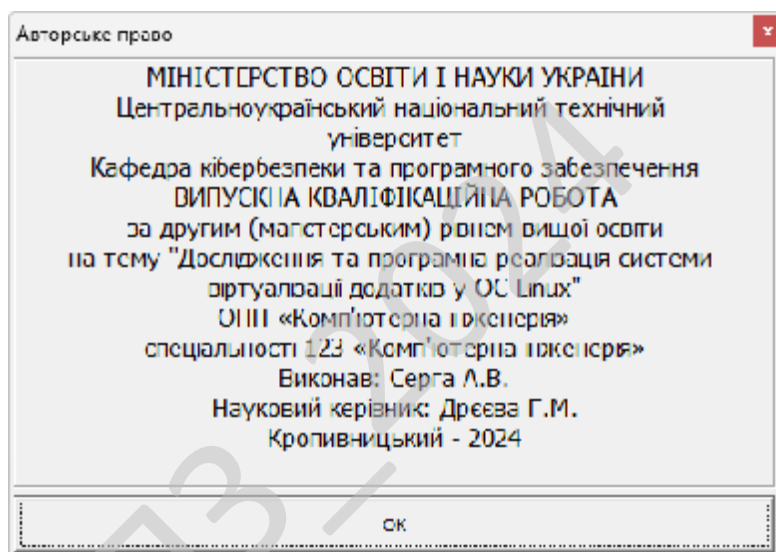 Авторське право
МІНІСТЕРСТВО ОСВІТИ І НАУКИ УКРАЇНИ
Центральноукраїнський національний технічний
університет
Кафедра кібербезпеки та програмного забезпечення
ВИПУСКНА КВАЛІФІКАЦІЙНА РОБОТА
за другим (магістерським) рівнем вищої освіти
на тему "Дослідження та програмна реалізація системи
віртуалізації додатків у ОС Linux"
ОПП «Комп'ютерна інженерія»
спеціальності 123 «Комп'ютерна інженерія»
Виконав: Серга А.В.
Науковий керівник: Дрєєва Г.М.
Кропивницький - 2024
ОК
ПЗ_2024